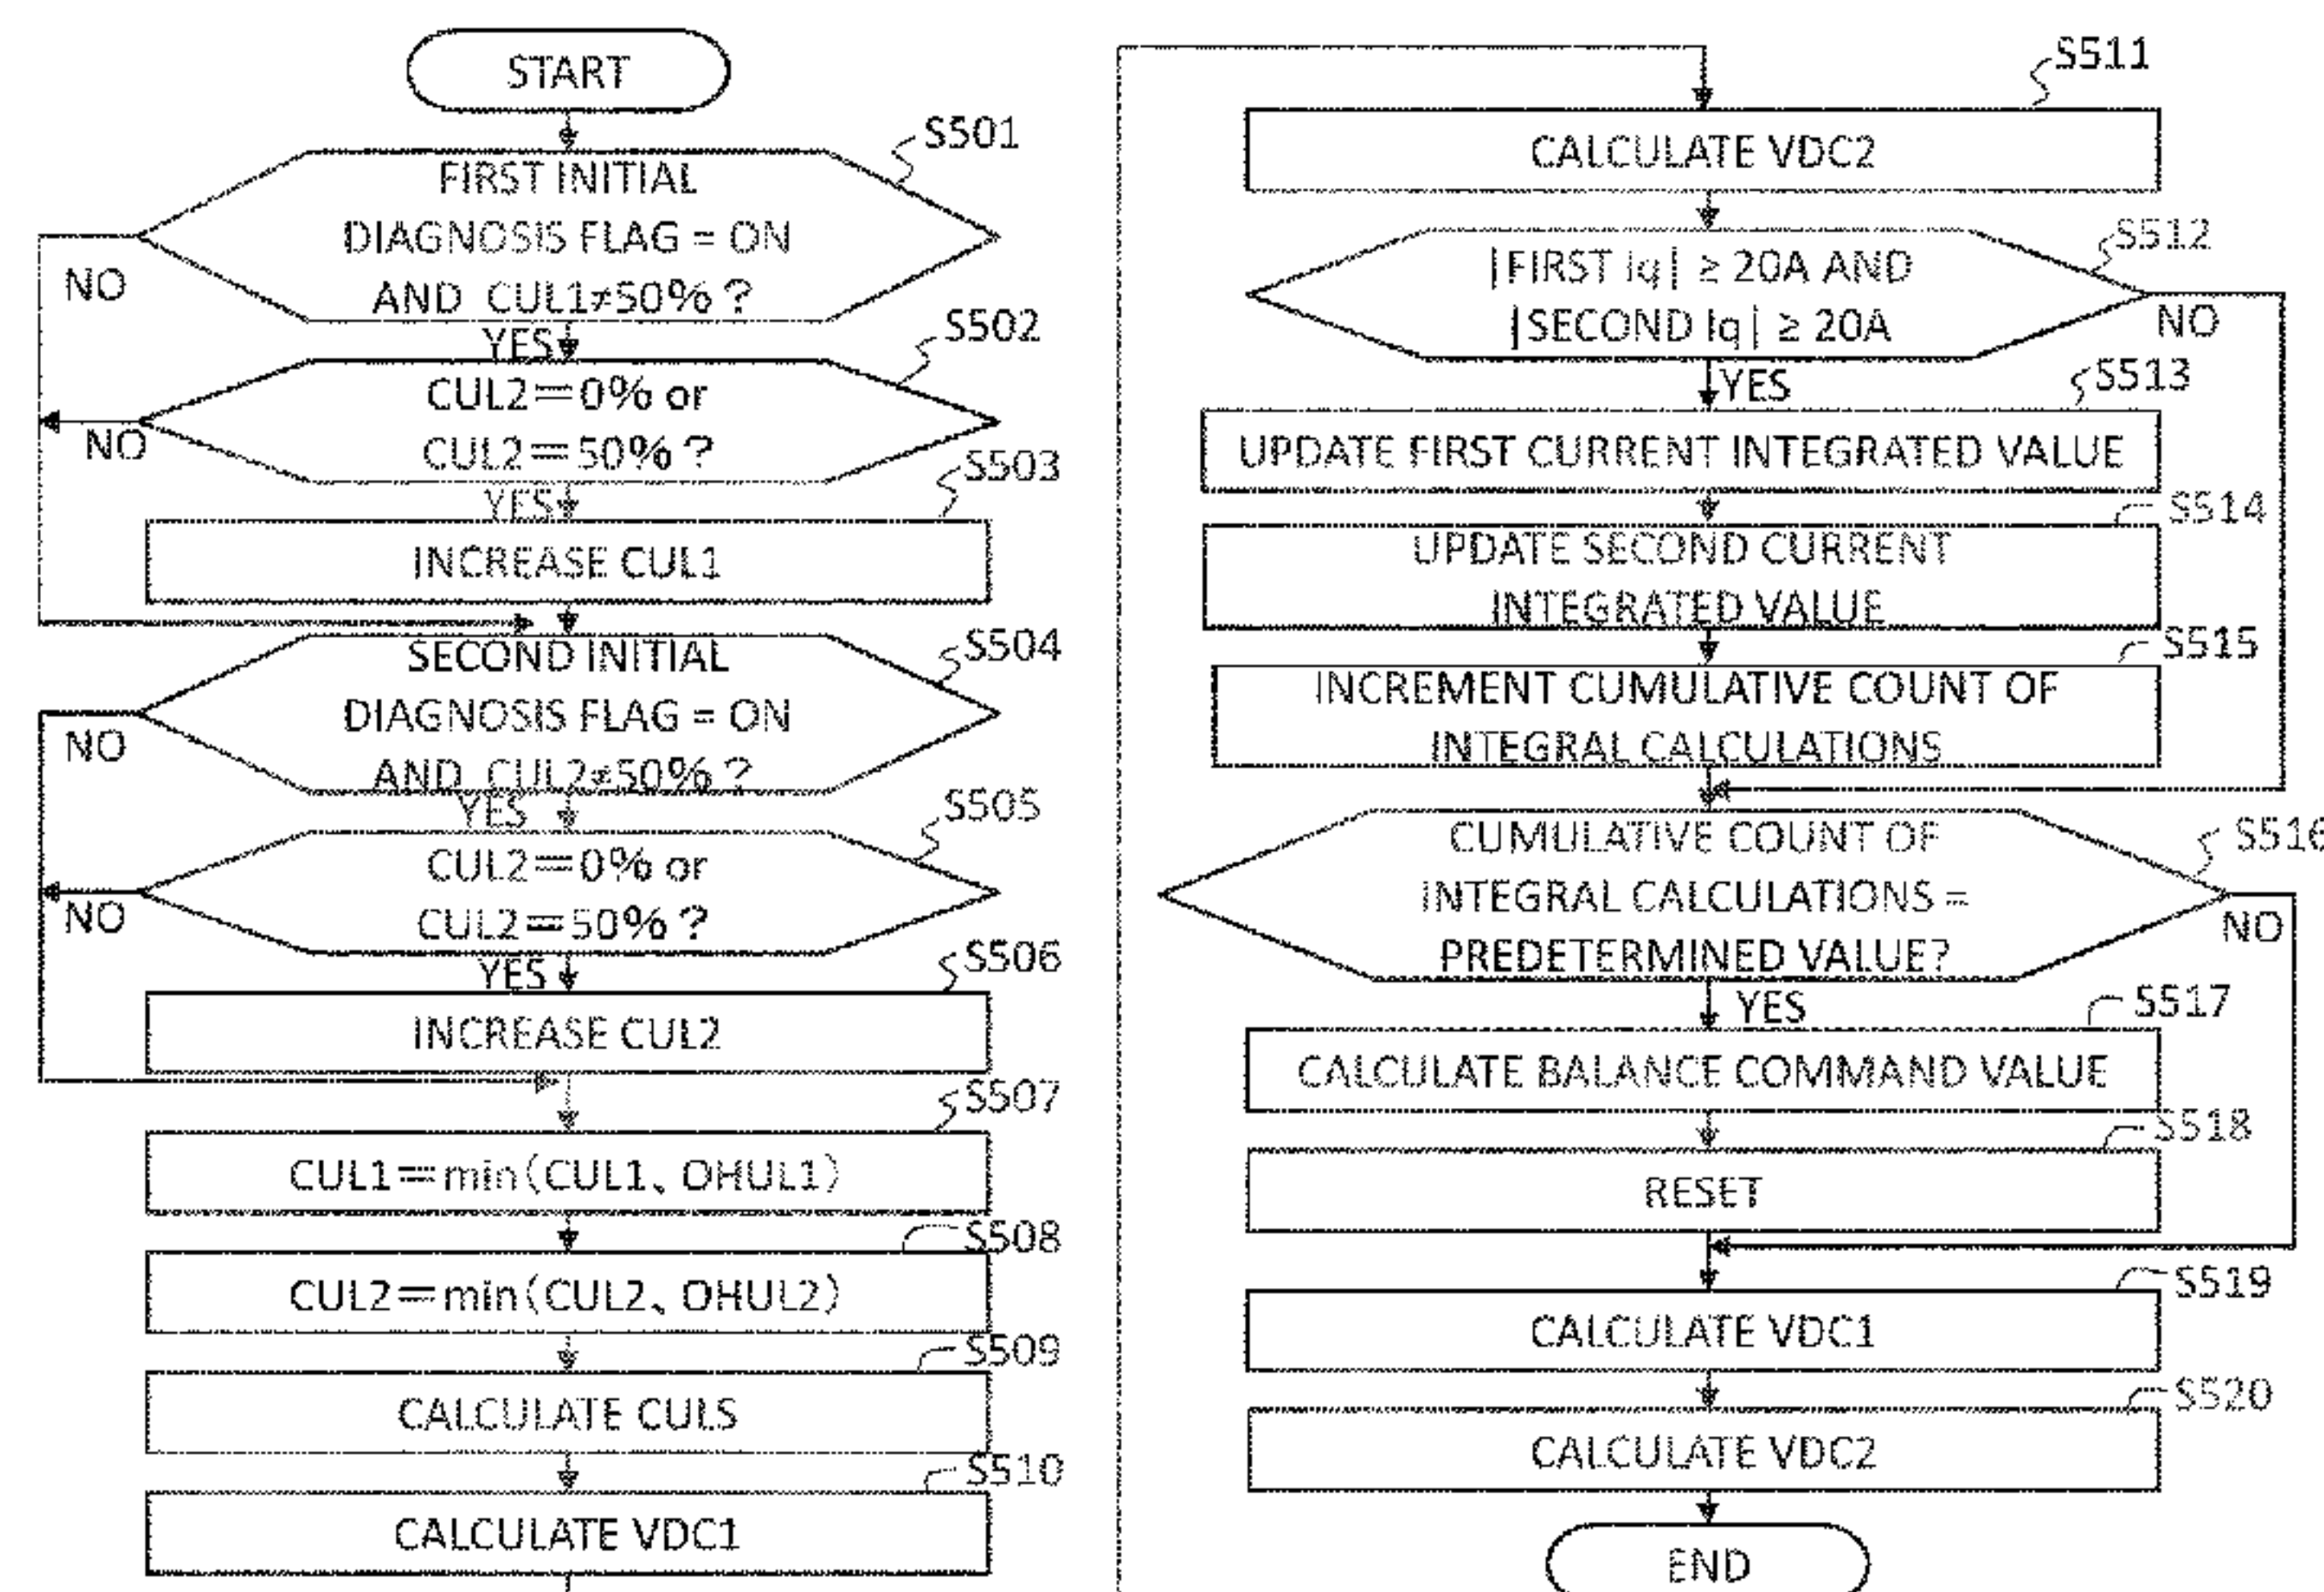 START
S501
FIRST INITIAL
DIAGNOSIS FLAG = ON
AND CUL1≠50%?
NO
YES
S502
CUL2=0% or
CUL2=50%?
NO
YES
S503
INCREASE CUL1
S504
SECOND INITIAL
DIAGNOSIS FLAG = ON
AND CUL2≠50%?
NO
YES
S505
CUL2=0% or
CUL2=50%?
NO
YES
S506
INCREASE CUL2
S507
CUL1=min(CUL1、OHUL1)
S508
CUL2=min(CUL2、OHUL2)
S509
CALCULATE CULS
S510
CALCULATE VDC1
S511
CALCULATE VDC2
S512
|FIRST Iq| ≥ 20A AND
|SECOND Iq| ≥ 20A
NO
YES
S513
UPDATE FIRST CURRENT INTEGRATED VALUE
S514
UPDATE SECOND CURRENT
INTEGRATED VALUE
S515
INCREMENT CUMULATIVE COUNT OF
INTEGRAL CALCULATIONS
S516
CUMULATIVE COUNT OF
INTEGRAL CALCULATIONS =
PREDETERMINED VALUE?
NO
YES
S517
CALCULATE BALANCE COMMAND VALUE
S518
RESET
S519
CALCULATE VDC1
S520
CALCULATE VDC2
END